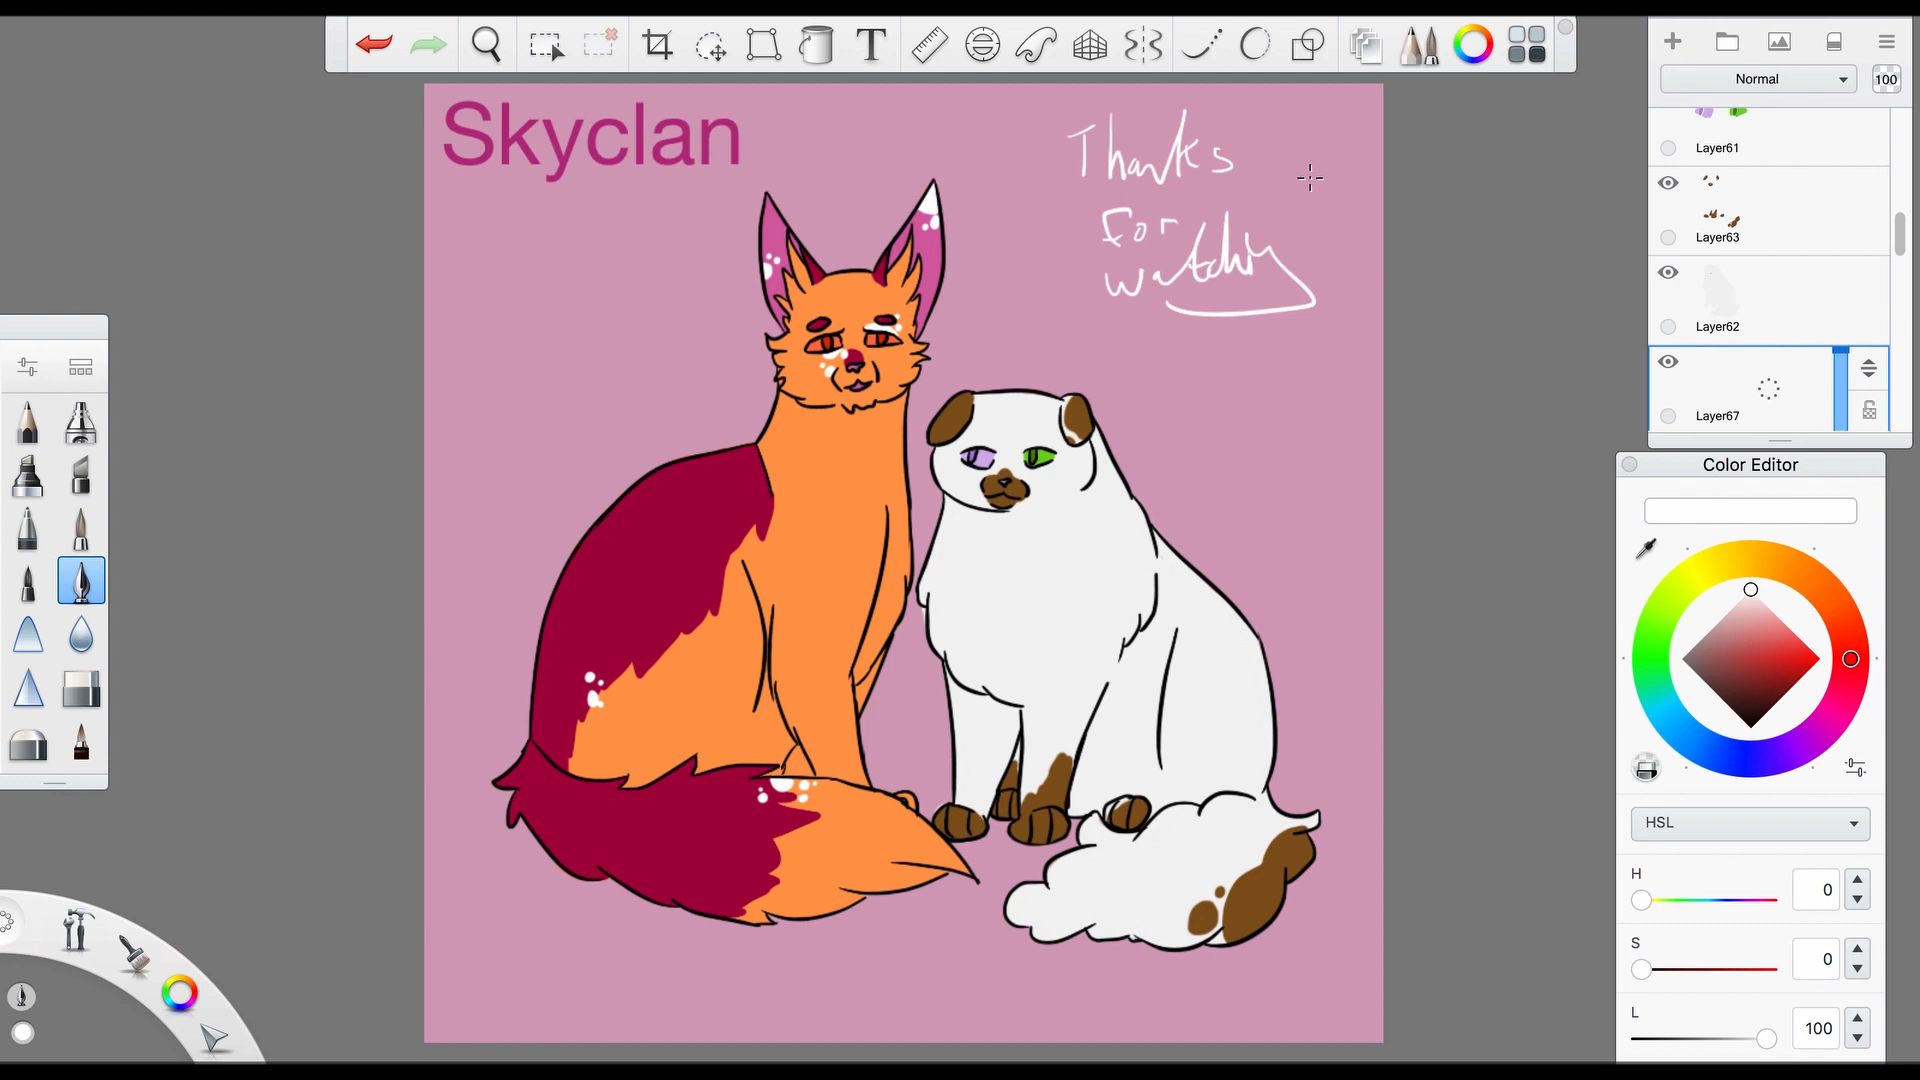 Normal
100
Skyclan
Thanks
for
watching
Layer61
Layer63
Layer62
Layer67
Color Editor
HSL
H
0
S
0
L
100